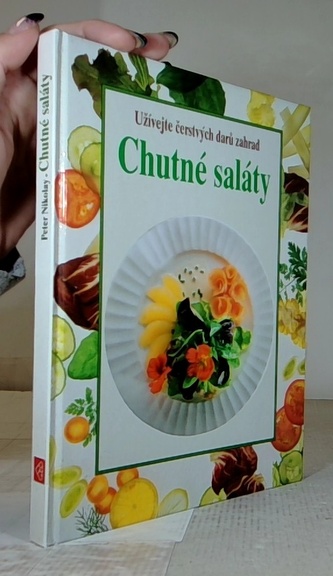 Užívejte čerstvých darů zahrad
Chutné saláty
Peter Nikolay - Chutné saláty